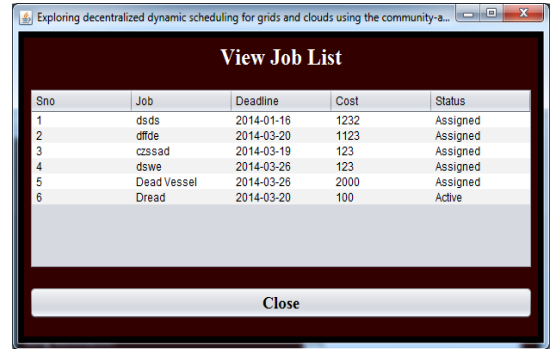 Exploring decentralized dynamic scheduling for grids and clouds using the community-a...
View Job List
Sno Job Deadline Cost Status
1 dsds 2014-01-16 1232 Assigned
2 dffde 2014-03-20 1123 Assigned
3 czssad 2014-03-19 123 Assigned
4 dswe 2014-03-26 123 Assigned
5 Dead Vessel 2014-03-26 2000 Assigned
6 Dread 2014-03-20 100 Active
Close